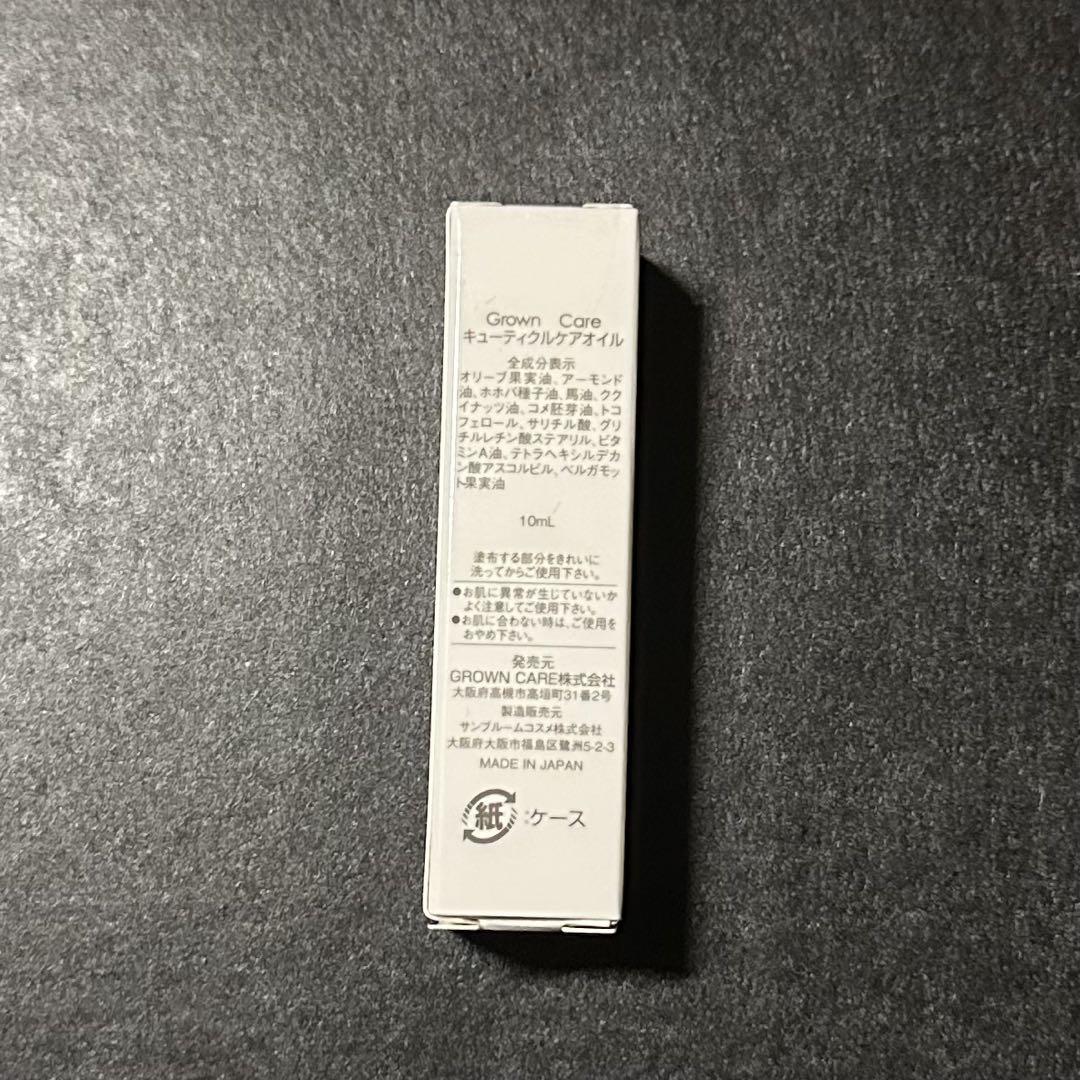 Grown Care
キューティクルケアオイル
全成分表示
オリーブ果実油、アーモンド
油、ホホバ種子油、馬油、クク
イナッツ油、コメ胚芽油、トコ
フェロール、サリチル酸、グリ
チルレチン酸ステアリル、ビタ
ミンA油、テトラヘキシルデカ
ン酸アスコルビル、ベルガモッ
ト果実油
10mL
塗布する部分をきれいに
洗ってからご使用下さい。
●お肌に異常が生じていないか
よく注意してご使用下さい。
●お肌に合わない時は、ご使用を
おやめ下さい。
発売元
GROWN CARE株式会社
大阪府高槻市高垣町31番2号
製造販売元
サンブルームコスメ株式会社
大阪府大阪市福島区鷺洲5-2-3
MADE IN JAPAN
紙:ケース